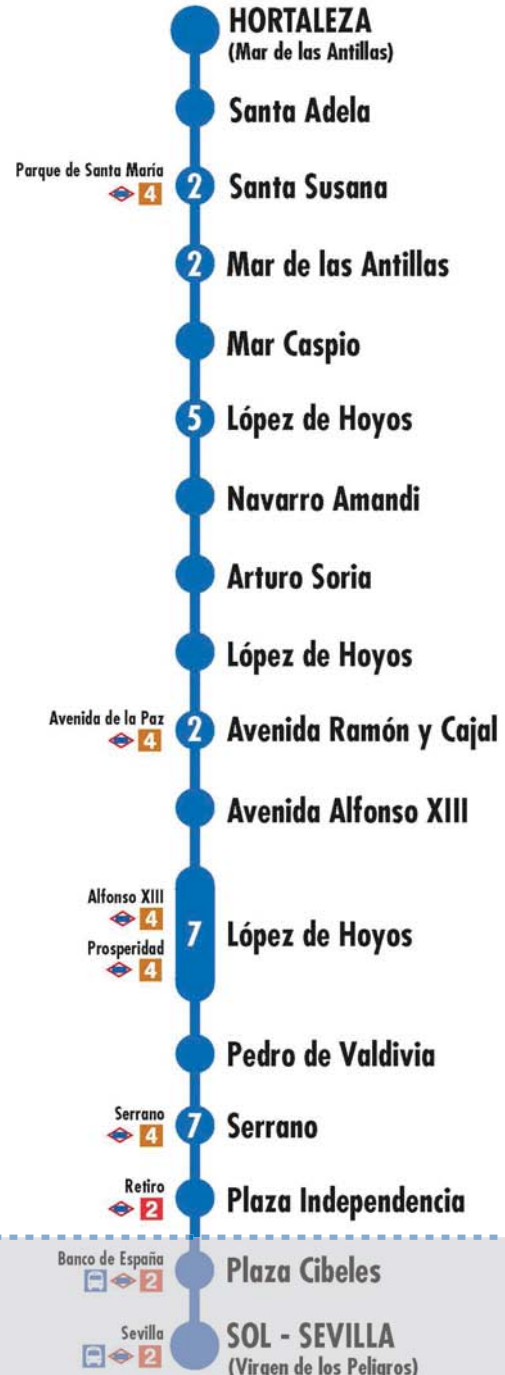 HORTALEZA
(Mar de las Antillas)
Santa Adela
Parque de Santa María
4
2
Santa Susana
2
Mar de las Antillas
Mar Caspio
5
López de Hoyos
Navarro Amandi
Arturo Soria
López de Hoyos
Avenida de la Paz
4
2
Avenida Ramón y Cajal
Avenida Alfonso XIII
Alfonso XIII
4
Prosperidad
4
7
López de Hoyos
Pedro de Valdivia
Serrano
4
7
Serrano
Retiro
2
Plaza Independencia
Banco de España
2
Plaza Cibeles
Sevilla
2
SOL - SEVILLA
(Virgen de los Peligros)